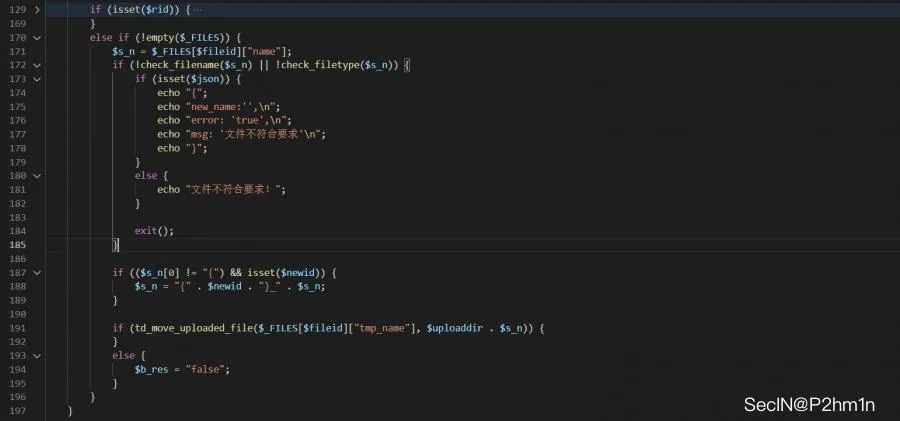 129 if (isset($rid)) { ...
169 }
170 else if (!empty($_FILES)) {
171 $s_n = $_FILES[$fileid]["name"];
172 if (!check_filename($s_n) || !check_filetype($s_n)) {
173 if (isset($json)) {
174 echo "{";
175 echo "new_name:'',\n";
176 echo "error: 'true',\n";
177 echo "msg: '文件不符合要求'\n";
178 echo "}";
179 }
180 else {
181 echo "文件不符合要求！";
182 }
183
184 exit();
185 }
186
187 if (($s_n[0] != "{") && isset($newid)) {
188 $s_n = "{" . $newid . "}_" . $s_n;
189 }
190
191 if (td_move_uploaded_file($_FILES[$fileid]["tmp_name"], $uploaddir . $s_n)) {
192 }
193 else {
194 $b_res = "false";
195 }
196 }
197 }
SecIN@P2hm1n